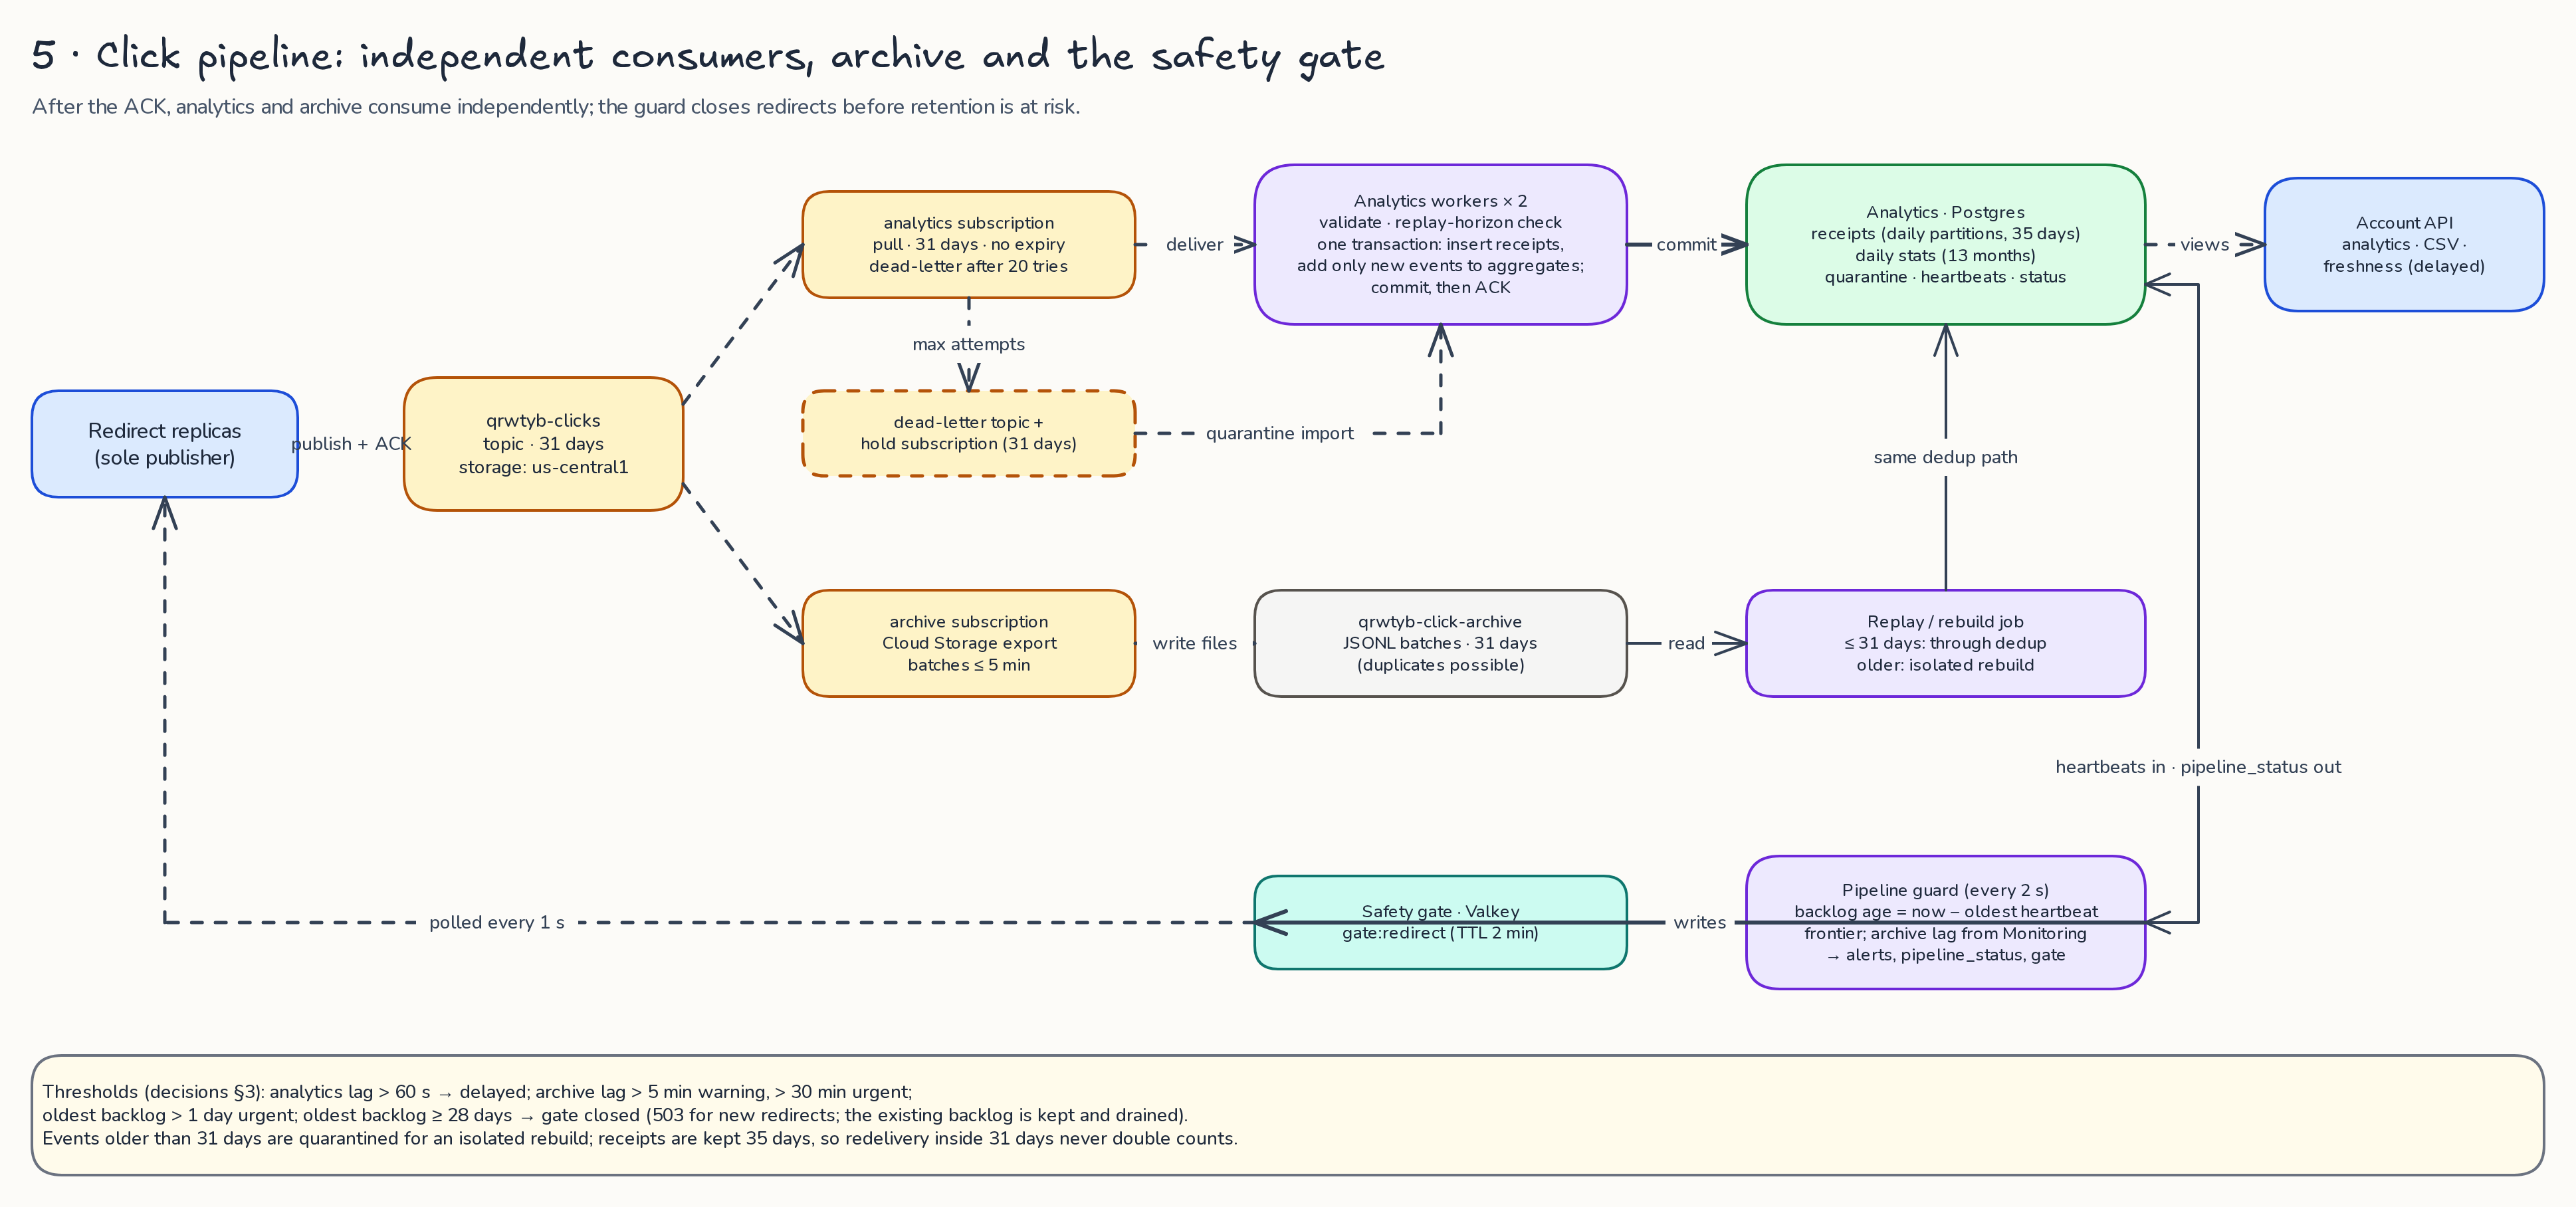 5 · Click pipeline: independent consumers, archive and the safety gate
After the ACK, analytics and archive consume independently; the guard closes redirects before retention is at risk.
analytics subscription
pull · 31 days · no expiry
dead-letter after 20 tries
deliver
Analytics workers × 2
validate · replay-horizon check
one transaction: insert receipts,
add only new events to aggregates;
commit, then ACK
commit
Analytics · Postgres
receipts (daily partitions, 35 days)
daily stats (13 months)
quarantine · heartbeats · status
views
Account API
analytics · CSV ·
freshness (delayed)
max attempts
Redirect replicas
(sole publisher)
publish + ACK
qrwtyb-clicks
topic · 31 days
storage: us-central1
dead-letter topic +
hold subscription (31 days)
quarantine import
same dedup path
archive subscription
Cloud Storage export
batches ≤ 5 min
write files
qrwtyb-click-archive
JSONL batches · 31 days
(duplicates possible)
read
Replay / rebuild job
≤ 31 days: through dedup
older: isolated rebuild
heartbeats in · pipeline_status out
polled every 1 s
Safety gate · Valkey
gate:redirect (TTL 2 min)
writes
Pipeline guard (every 2 s)
backlog age = now – oldest heartbeat
frontier; archive lag from Monitoring
→ alerts, pipeline_status, gate
Thresholds (decisions §3): analytics lag > 60 s → delayed; archive lag > 5 min warning, > 30 min urgent;
oldest backlog > 1 day urgent; oldest backlog ≥ 28 days → gate closed (503 for new redirects; the existing backlog is kept and drained).
Events older than 31 days are quarantined for an isolated rebuild; receipts are kept 35 days, so redelivery inside 31 days never double counts.